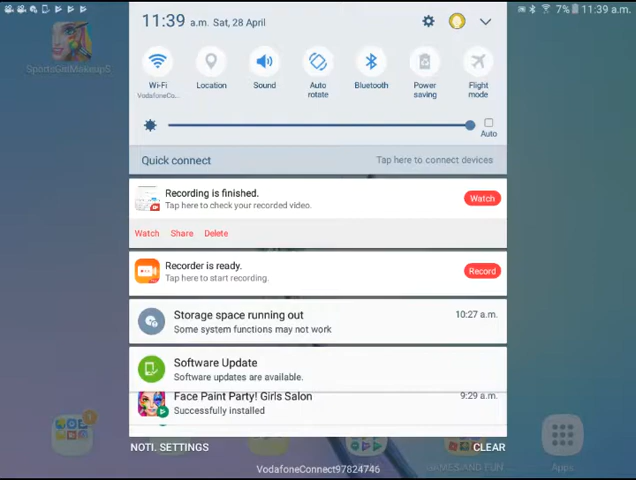 11:39 a.m. Sat, 28 April
7% 11:39 a.m.
SportsGirlMakeupS
Wi-Fi
VodafoneCo...
Location
Sound
Auto
rotate
Bluetooth
Power
saving
Flight
mode
Auto
Quick connect
Tap here to connect devices
Recording is finished.
Tap here to check your recorded video.
Watch
Watch Share Delete
Recorder is ready.
Tap here to start recording.
Record
Storage space running out 10:27 a.m.
Some system functions may not work
Software Update
Software updates are available.
Face Paint Party! Girls Salon 9:29 a.m.
Successfully installed
1
NOTI. SETTINGS
CLEAR
VodafoneConnect97824746
GAMES AND FUN...
Apps